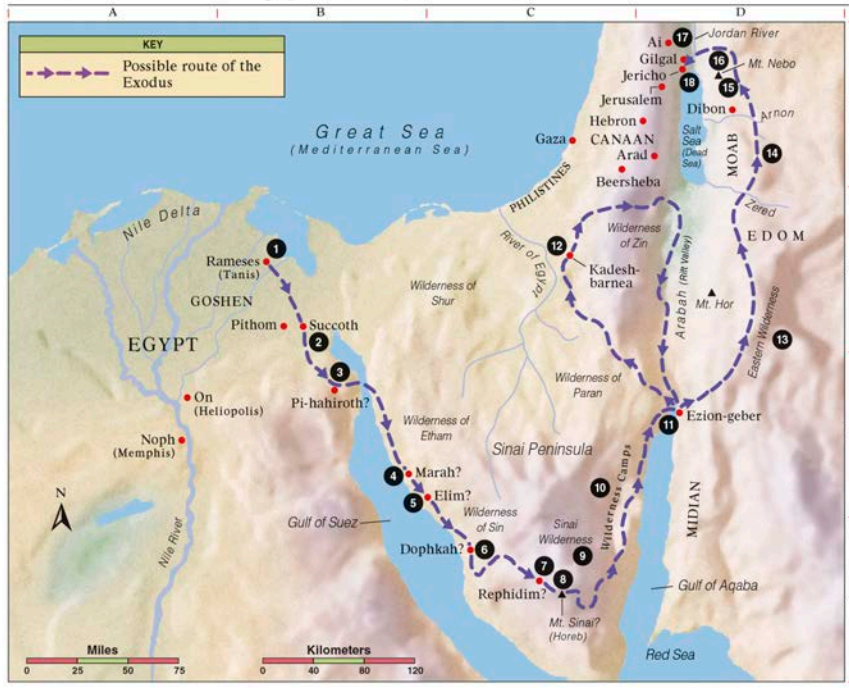 A B C D
KEY
Possible route of the
Exodus
Great Sea
(Mediterranean Sea)
Nile Delta
1
Rameses
(Tanis)
GOSHEN
Pithom
Succoth
2
EGYPT
3
Pi-hahiroth?
On
(Heliopolis)
Noph
(Memphis)
N
Nile River
Gulf of Suez
Miles
0 25 50 75
Kilometers
0 40 80 120
17
Jordan River
Ai
Gilgal
16
Mt. Nebo
Jericho
18
15
Jerusalem
Dibon
Arnon
Hebron
Salt
Sea
(Dead
Sea)
Gaza
CANAAN
MOAB
14
Arad
Beersheba
PHILISTINES
Zered
River of Egypt
12
Wilderness
of Zin
EDOM
Kadesh-
barnea
Wilderness of
Shur
Arabah (Rift Valley)
Mt. Hor
Eastern Wilderness
13
Wilderness of
Paran
11
Ezion-geber
Wilderness of
Etham
Sinai Peninsula
4
Marah?
5
Elim?
10
Wilderness Camps
MIDIAN
Wilderness
of Sin
Sinai
Wilderness
Dophkah?
6
9
7
8
Rephidim?
Mt. Sinai?
(Horeb)
Gulf of Aqaba
Red Sea